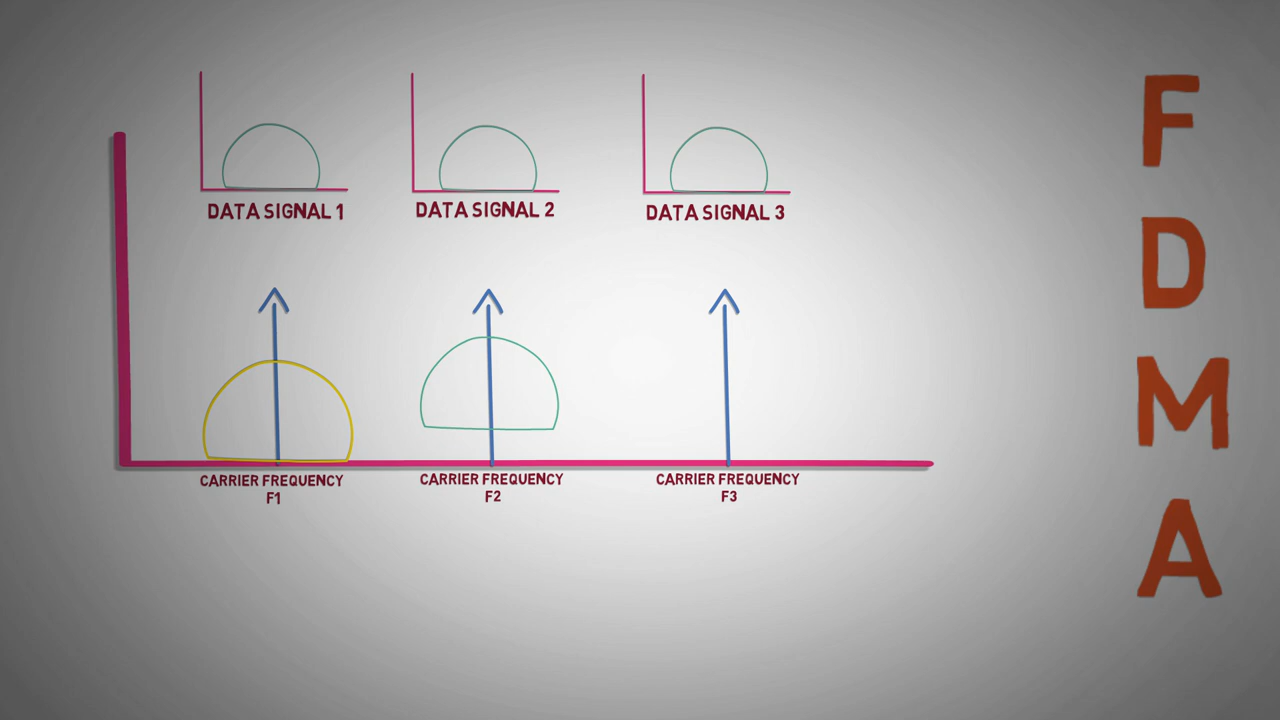 DATA SIGNAL 1
DATA SIGNAL 2
DATA SIGNAL 3
CARRIER FREQUENCY
F1
CARRIER FREQUENCY
F2
CARRIER FREQUENCY
F3
F
D
M
A